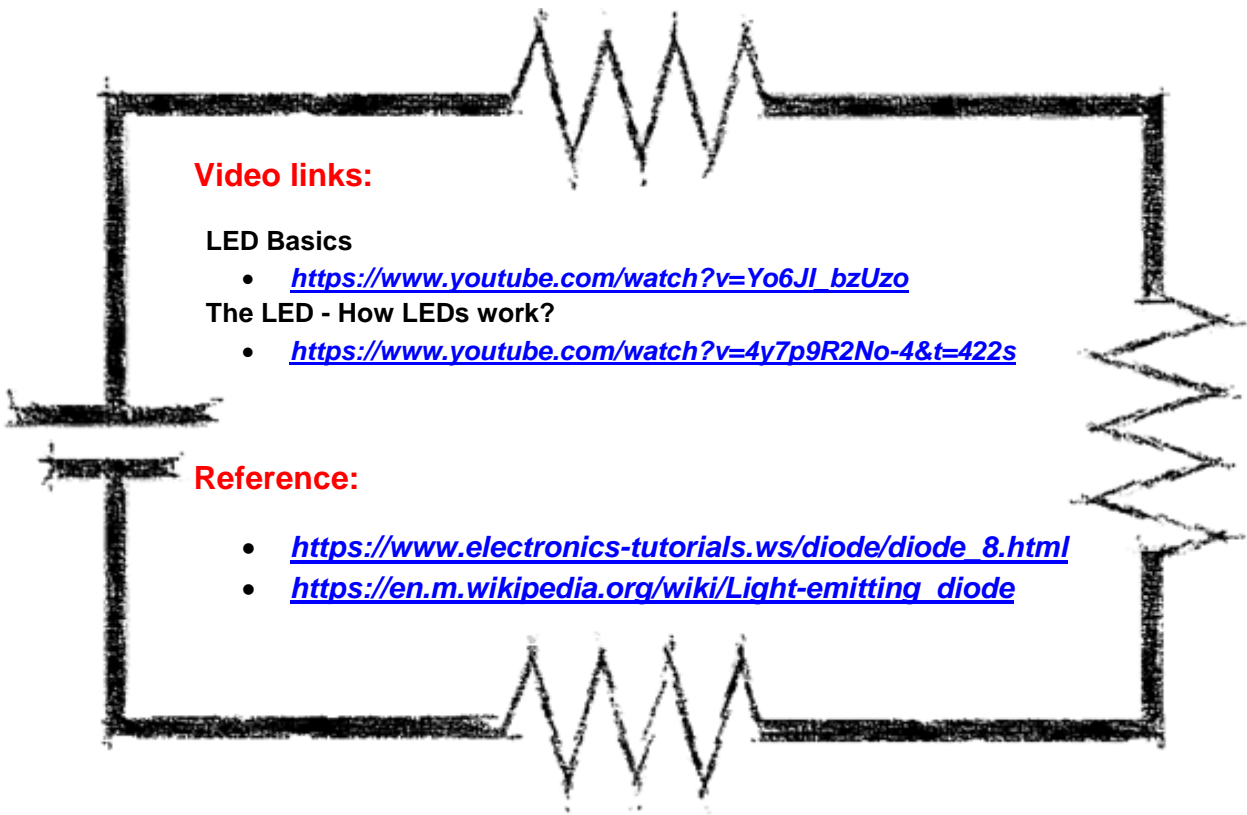 Video links:
LED Basics
• https://www.youtube.com/watch?v=Yo6JI_bzUzo
The LED - How LEDs work?
• https://www.youtube.com/watch?v=4y7p9R2No-4&t=422s
Reference:
• https://www.electronics-tutorials.ws/diode/diode_8.html
• https://en.m.wikipedia.org/wiki/Light-emitting_diode